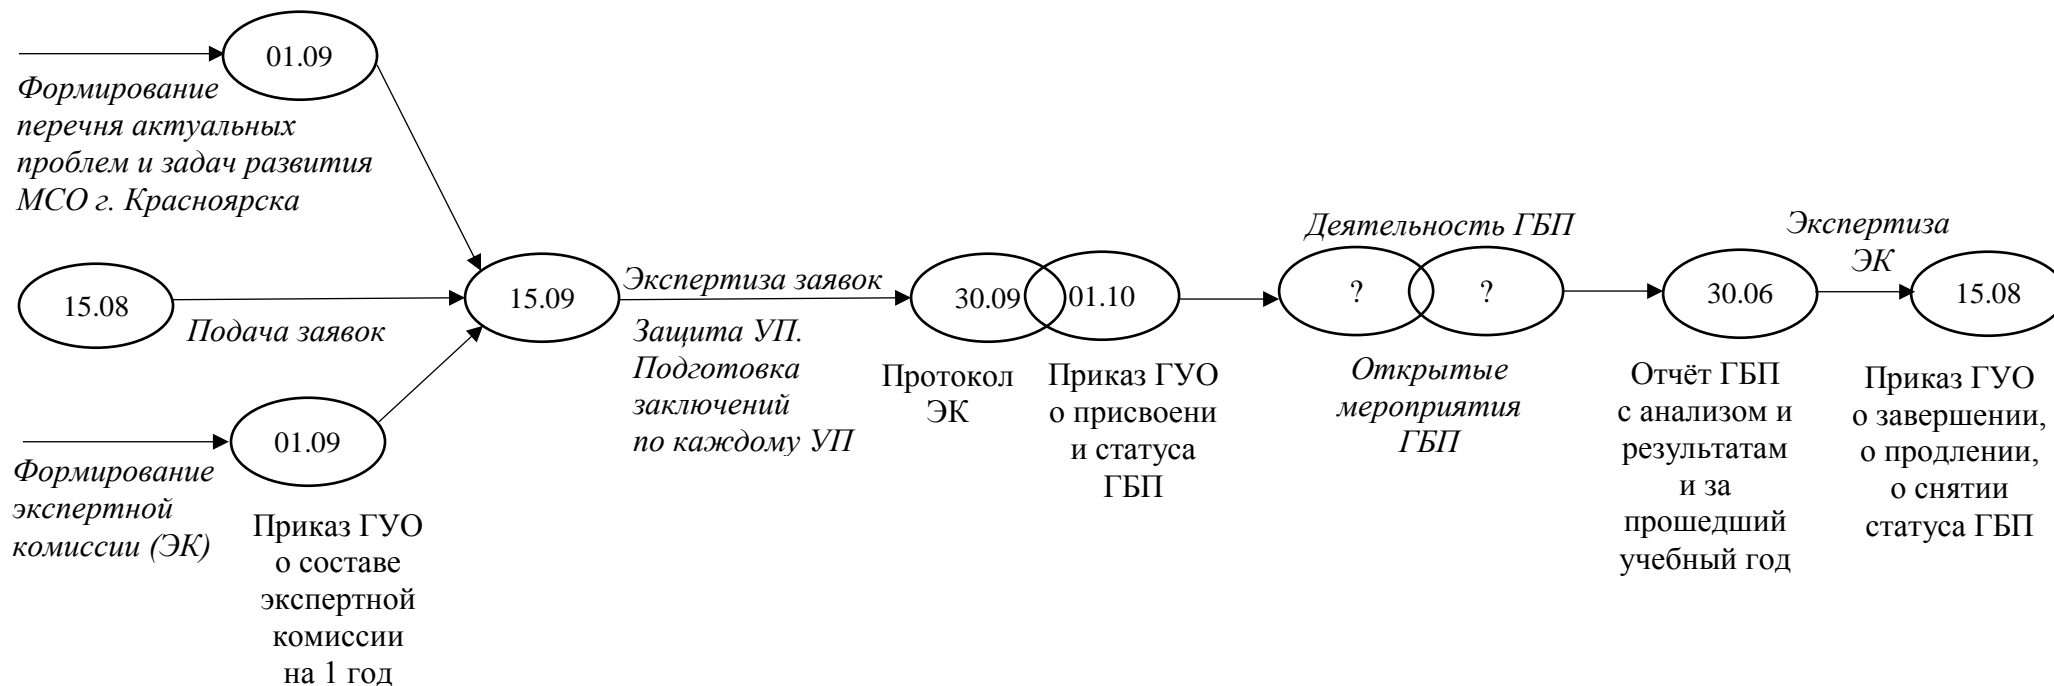 01.09
Формирование
перечня актуальных
проблем и задач развития
МСО г. Красноярска
15.08
Подача заявок
01.09
Формирование
экспертной
комиссии (ЭК)
Приказ ГУО
о составе
экспертной
комиссии
на 1 год
15.09
Экспертиза заявок
Защита УП.
Подготовка
заключений
по каждому УП
30.09
Протокол
ЭК
01.10
Приказ ГУО
о присвоени
и статуса
ГБП
Деятельность ГБП
?
?
Открытые
мероприятия
ГБП
30.06
Отчёт ГБП
с анализом и
результатам
и за
прошедший
учебный год
Экспертиза
ЭК
15.08
Приказ ГУО
о завершении,
о продлении,
о снятии
статуса ГБП